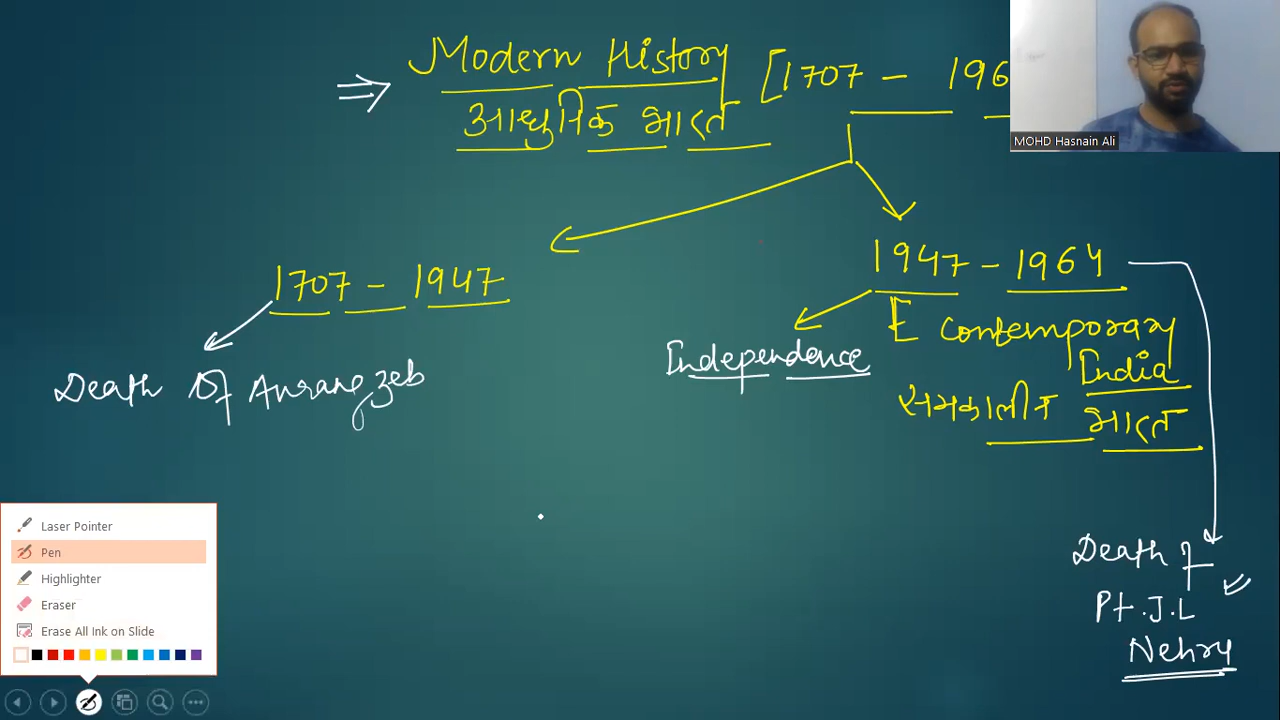 ⇒ Modern History [1707 - 196
आधुनिक भारत
MOHD Hasnain Ali
1707 - 1947
1947 - 1964
Death Of Aurangzeb
Independence
[ Contemporary
India
समकालीन भारत
Death of
Pt. J. L
Nehru
Laser Pointer
Pen
Highlighter
Eraser
Erase All Ink on Slide